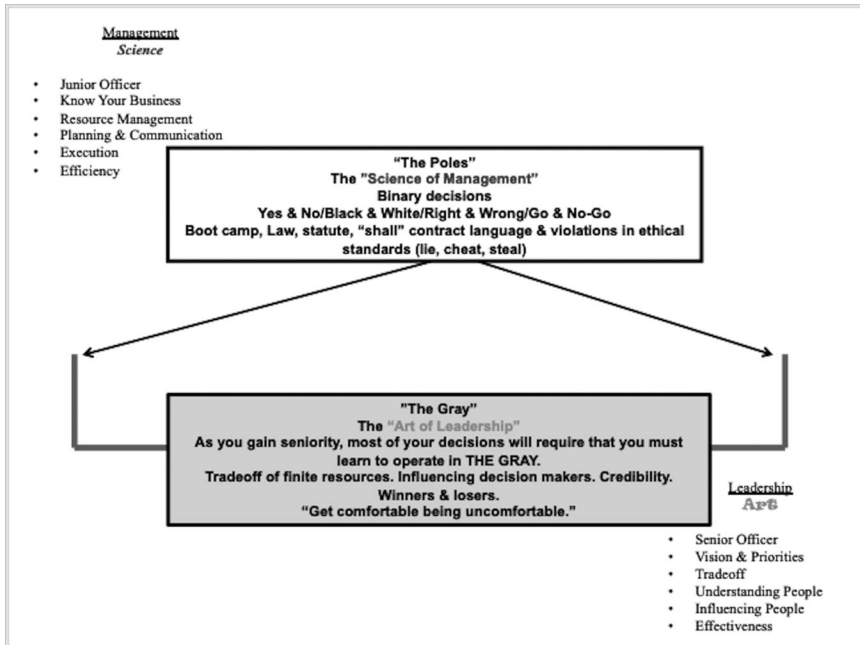 Management
Science
• Junior Officer
• Know Your Business
• Resource Management
• Planning & Communication
• Execution
• Efficiency
“The Poles”
The ”Science of Management”
Binary decisions
Yes & No/Black & White/Right & Wrong/Go & No-Go
Boot camp, Law, statute, “shall” contract language & violations in ethical
standards (lie, cheat, steal)
”The Gray”
The “Art of Leadership”
As you gain seniority, most of your decisions will require that you must
learn to operate in THE GRAY.
Tradeoff of finite resources. Influencing decision makers. Credibility.
Winners & losers.
“Get comfortable being uncomfortable.”
Leadership
Art
• Senior Officer
• Vision & Priorities
• Tradeoff
• Understanding People
• Influencing People
• Effectiveness